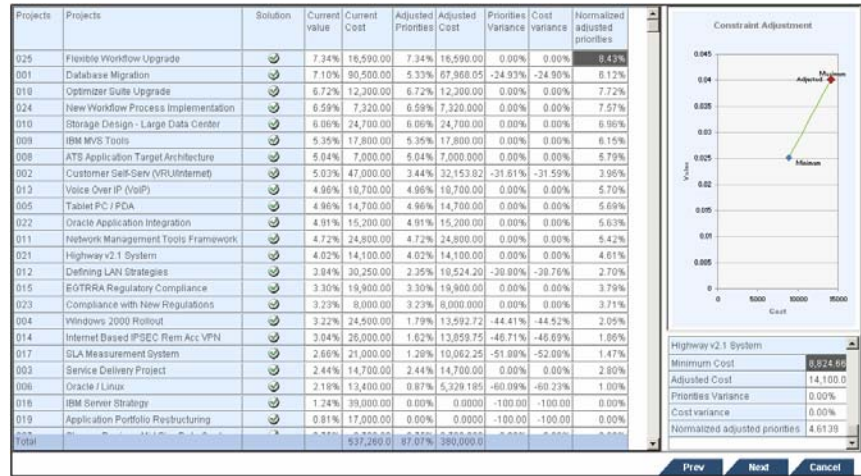 Projects Projects Solution Current value Current Cost Adjusted Priorities Adjusted Cost Priorities Variance Cost variance Normalized adjusted priorities
025 Flexible Workflow Upgrade 7.34% 16,590.00 7.34% 16,590.00 0.00% 0.00% 8.43%
001 Database Migration 7.10% 90,500.00 5.33% 67,968.05 -24.93% -24.90% 6.12%
018 Optimizer Suite Upgrade 6.72% 12,300.00 6.72% 12,300.00 0.00% 0.00% 7.72%
024 New Workflow Process Implementation 6.59% 7,320.00 6.59% 7,320.000 0.00% 0.00% 7.57%
010 Storage Design - Large Data Center 6.06% 24,700.00 6.06% 24,700.00 0.00% 0.00% 6.96%
009 IBM MVS Tools 5.35% 17,800.00 5.35% 17,800.00 0.00% 0.00% 6.15%
008 ATS Application Target Architecture 5.04% 7,000.00 5.04% 7,000.000 0.00% 0.00% 5.79%
002 Customer Self-Serv (VRU/Internet) 5.03% 47,000.00 3.44% 32,153.82 -31.61% -31.59% 3.96%
013 Voice Over IP (VoIP) 4.96% 18,700.00 4.96% 18,700.00 0.00% 0.00% 5.70%
005 Tablet PC / PDA 4.96% 14,700.00 4.96% 14,700.00 0.00% 0.00% 5.69%
022 Oracle Application Integration 4.91% 15,200.00 4.91% 15,200.00 0.00% 0.00% 5.63%
011 Network Management Tools Framework 4.72% 24,800.00 4.72% 24,800.00 0.00% 0.00% 5.42%
021 Highway v2.1 System 4.02% 14,100.00 4.02% 14,100.00 0.00% 0.00% 4.61%
012 Defining LAN Strategies 3.84% 30,250.00 2.35% 18,524.20 -38.80% -38.76% 2.70%
015 EGTRRA Regulatory Compliance 3.30% 19,900.00 3.30% 19,900.00 0.00% 0.00% 3.79%
023 Compliance with New Regulations 3.23% 8,000.00 3.23% 8,000.000 0.00% 0.00% 3.71%
004 Windows 2000 Rollout 3.22% 24,500.00 1.79% 13,592.72 -44.41% -44.52% 2.05%
014 Internet Based IPSEC Rem Acc VPN 3.04% 26,000.00 1.62% 13,859.75 -46.71% -46.69% 1.86%
017 SLA Measurement System 2.66% 21,000.00 1.28% 10,062.25 -51.88% -52.08% 1.47%
003 Service Delivery Project 2.44% 14,700.00 2.44% 14,700.00 0.00% 0.00% 2.80%
006 Oracle / Linux 2.18% 13,400.00 0.87% 5,329.185 -60.09% -60.23% 1.00%
016 IBM Server Strategy 1.24% 39,000.00 0.00% 0.0000 -100.00 -100.00 0.00%
019 Application Portfolio Restructuring 0.81% 17,000.00 0.00% 0.0000 -100.00 -100.00 0.00%
Total 537,260.0 87.07% 380,000.0
Constraint Adjustment
0.045
0.04
0.035
0.03
0.025
0.02
0.015
0.01
0.005
0
Value
Adjusted Maximum
Minimum
0 5000 10000 15000
Cost
Highway v2.1 System
Minimum Cost 8,824.66
Adjusted Cost 14,100.0
Priorities Variance 0.00%
Cost variance 0.00%
Normalized adjusted priorities 4.6139
Prev Next Cancel